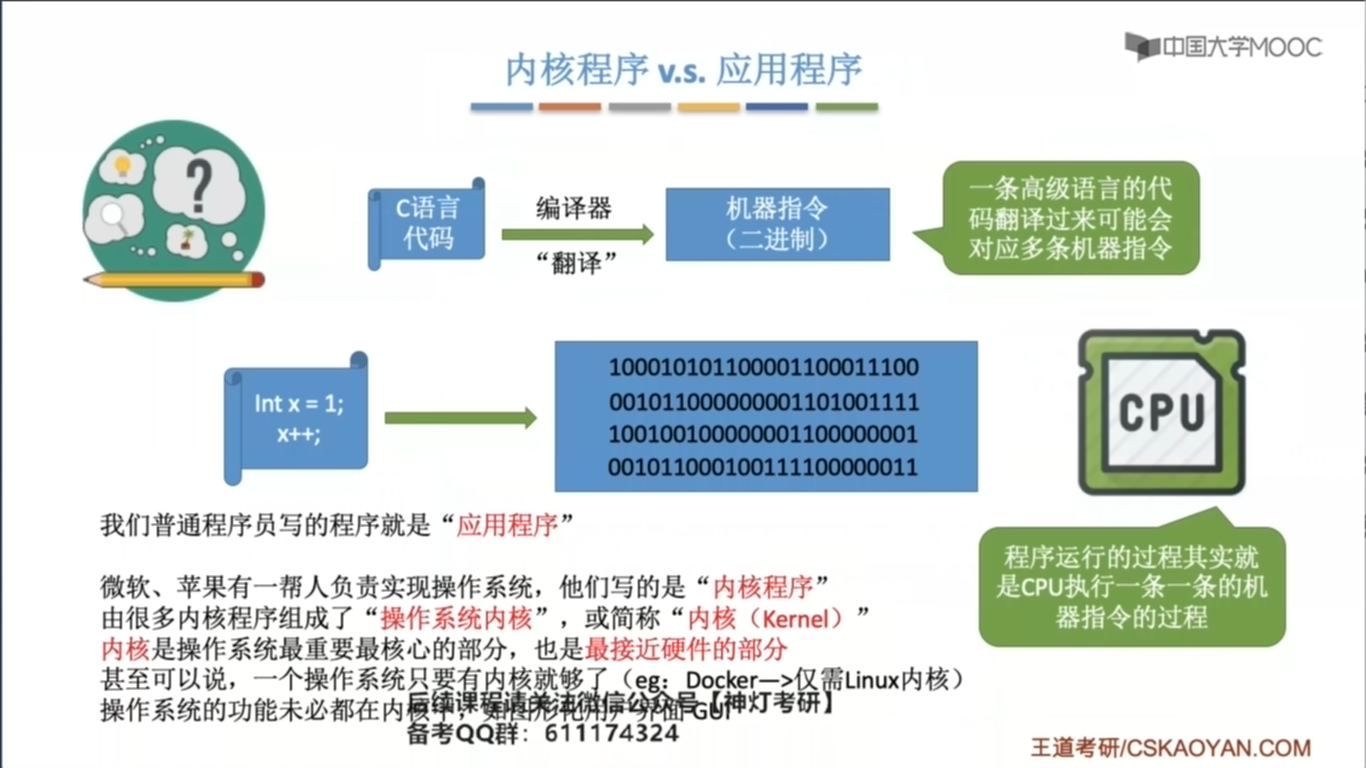 中国大学MOOC
内核程序 v.s. 应用程序
C语言
代码
编译器
“翻译”
机器指令
（二进制）
一条高级语言的代
码翻译过来可能会
对应多条机器指令
Int x = 1;
x++;
100010101100001100011100
001011000000001101001111
100100100000001100000001
001011000100111100000011
CPU
程序运行的过程其实就
是CPU执行一条一条的机
器指令的过程
我们普通程序员写的程序就是“应用程序”
微软、苹果有一帮人负责实现操作系统，他们写的是“内核程序”
由很多内核程序组成了“操作系统内核”，或简称“内核（Kernel）”
内核是操作系统最重要最核心的部分，也是最接近硬件的部分
甚至可以说，一个操作系统只要有内核就够了（eg：Docker—>仅需Linux内核）
操作系统的功能未必都在内核中，如图形化用户界面 GUI
后续课程请关注微信公众号【神灯考研】
备考QQ群：611174324
王道考研/CSKAOYAN.COM